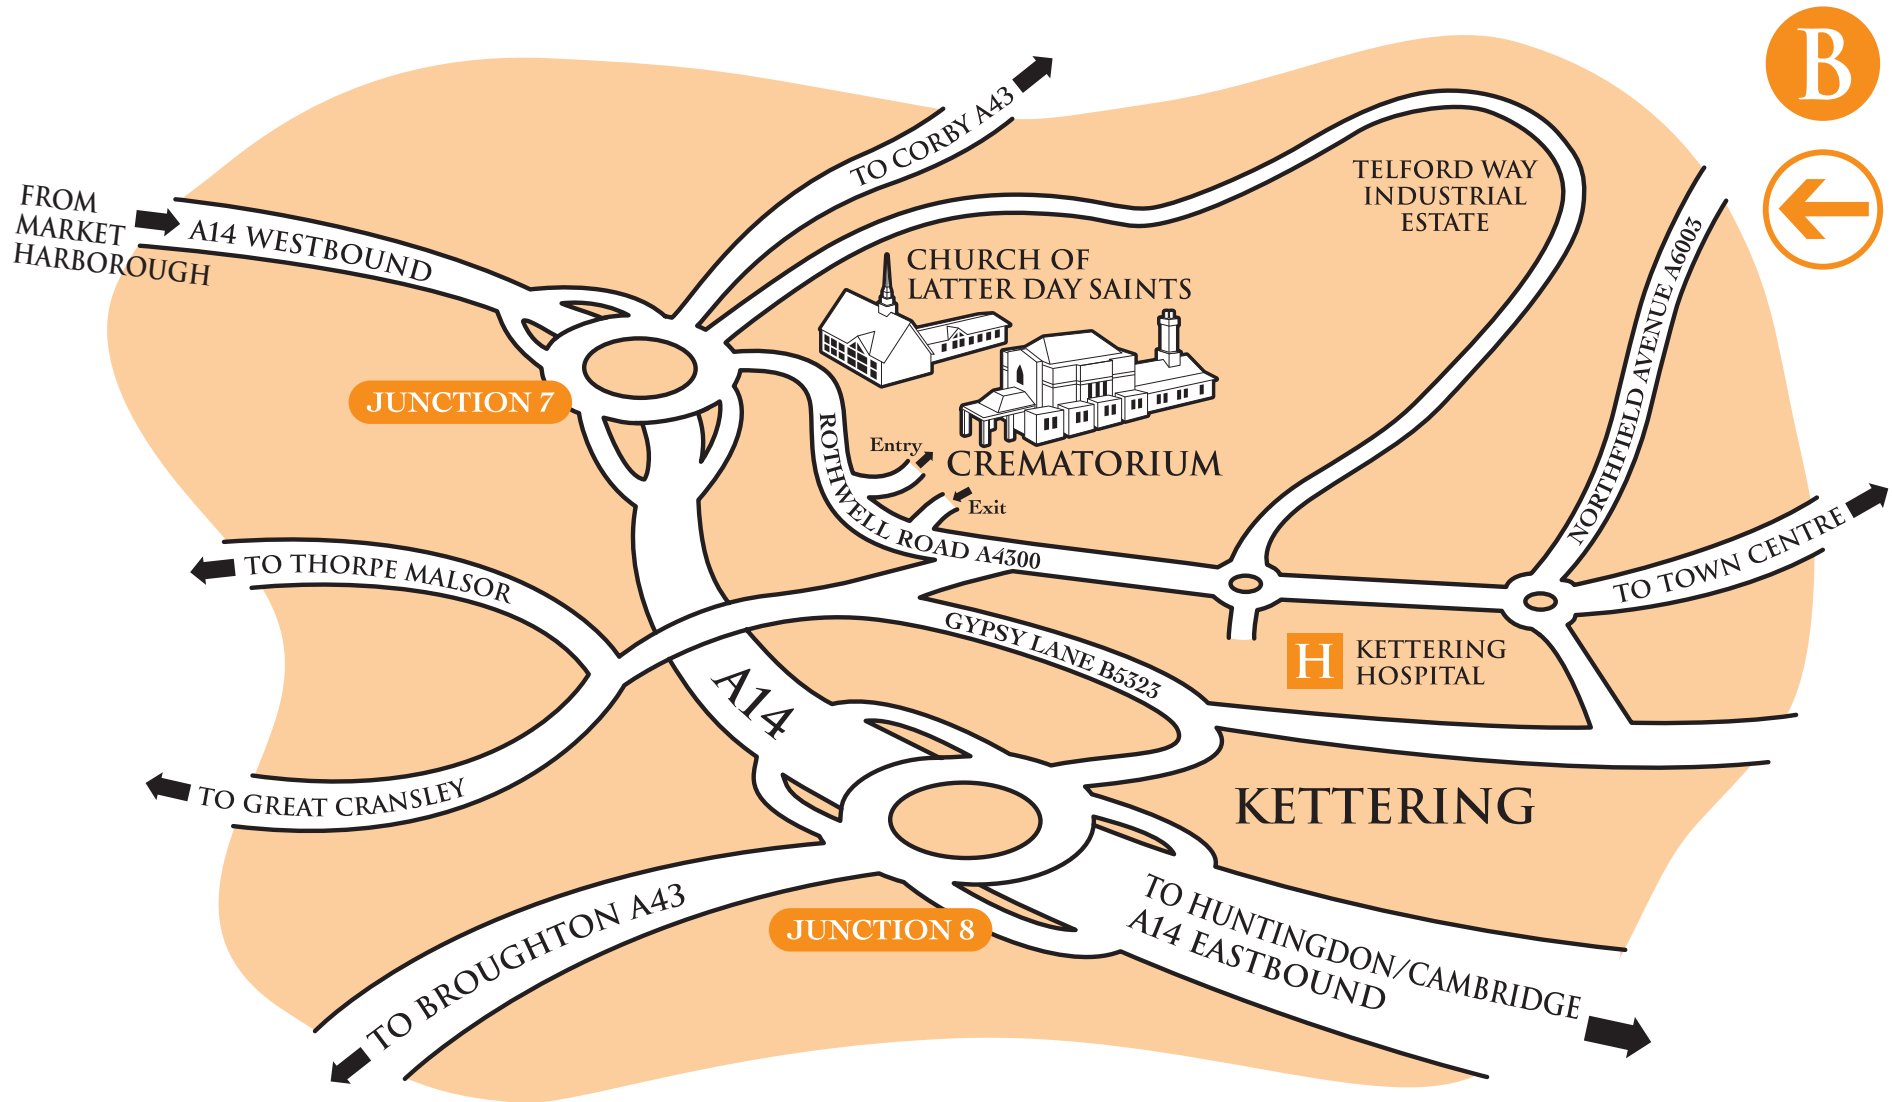 B
TO CORBY A43
TELFORD WAY
INDUSTRIAL
ESTATE
FROM
MARKET
HARBOROUGH
A14 WESTBOUND
NORTHFIELD AVENUE A6003
CHURCH OF
LATTER DAY SAINTS
JUNCTION 7
ROTHWELL ROAD A4300
Entry
CREMATORIUM
Exit
TO TOWN CENTRE
TO THORPE MALSOR
GYPSY LANE B5323
H
KETTERING
HOSPITAL
A14
TO GREAT CRANSLEY
KETTERING
TO BROUGHTON A43
JUNCTION 8
TO HUNTINGDON/CAMBRIDGE
A14 EASTBOUND